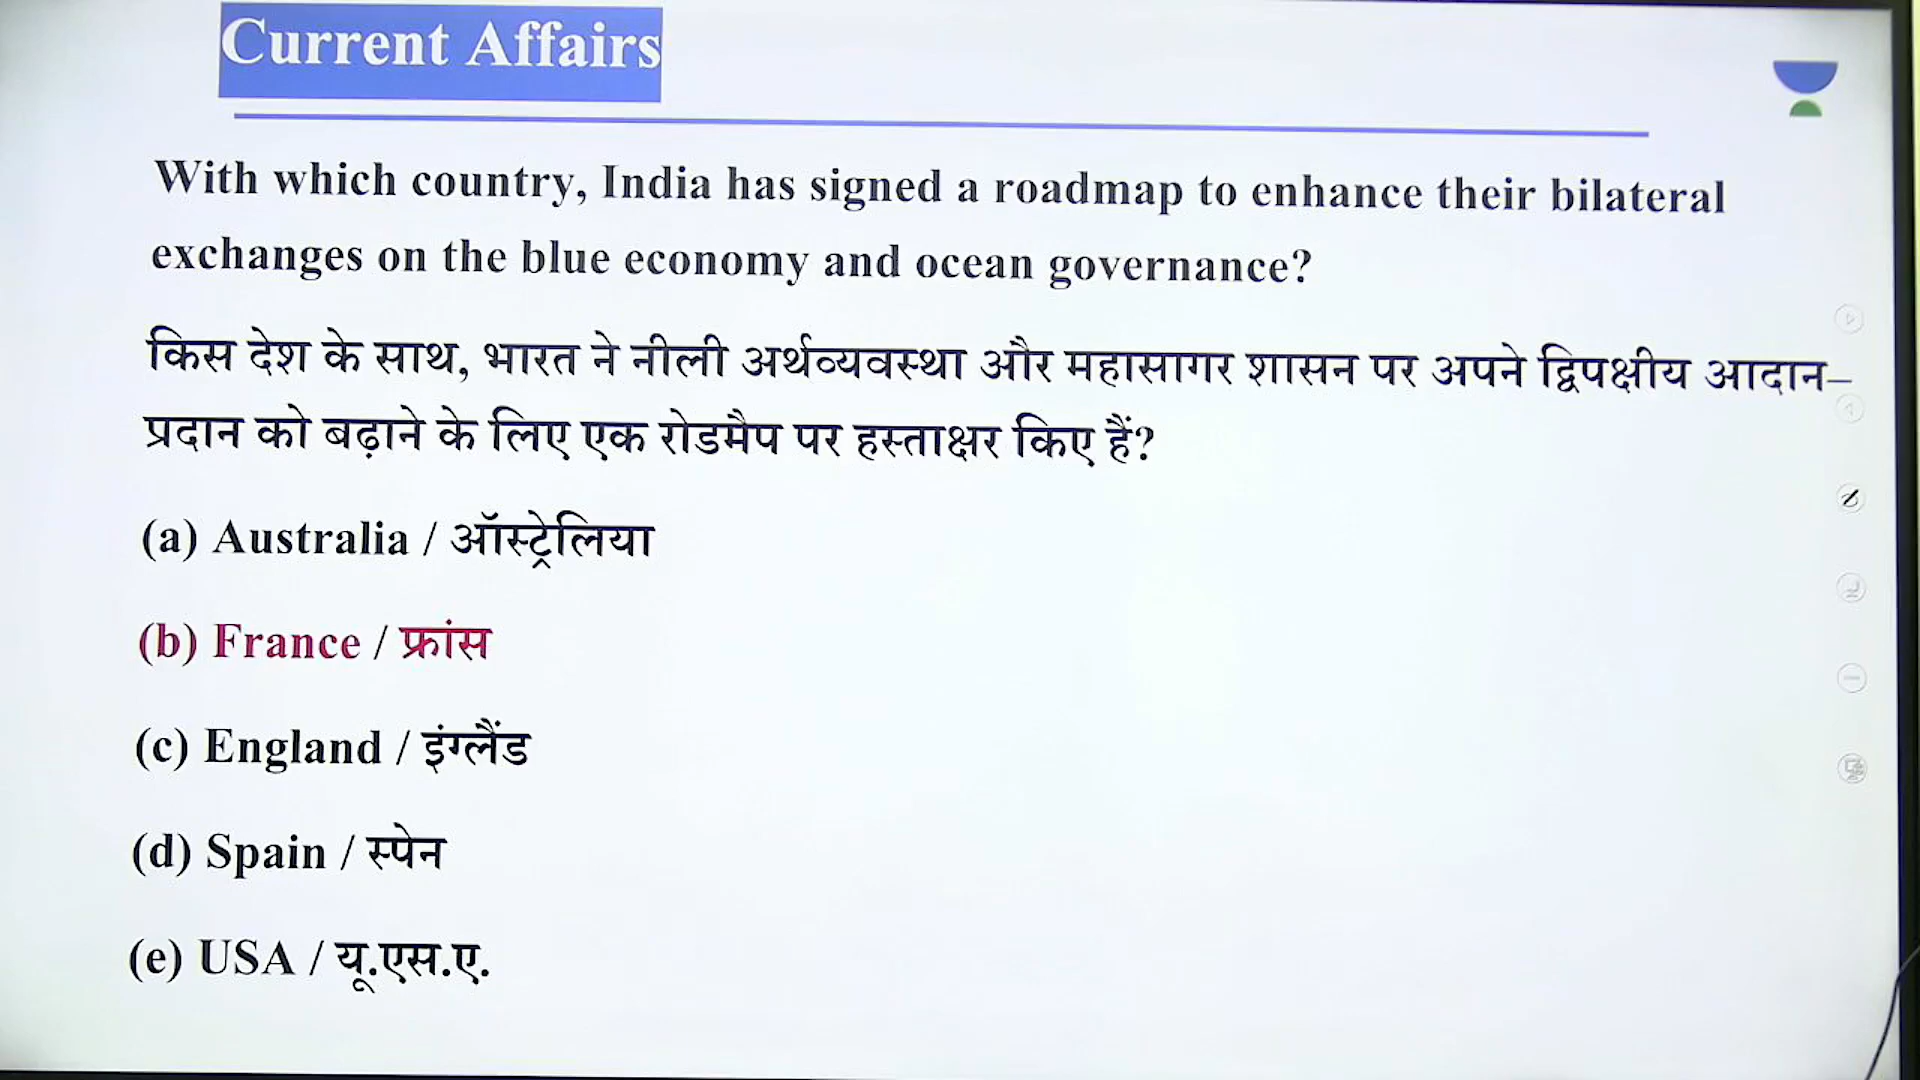 Current Affairs
With which country, India has signed a roadmap to enhance their bilateral
exchanges on the blue economy and ocean governance?
किस देश के साथ, भारत ने नीली अर्थव्यवस्था और महासागर शासन पर अपने द्विपक्षीय आदान–
प्रदान को बढ़ाने के लिए एक रोडमैप पर हस्ताक्षर किए हैं?
(a) Australia / ऑस्ट्रेलिया
(b) France / फ्रांस
(c) England / इंग्लैंड
(d) Spain / स्पेन
(e) USA / यू.एस.ए.